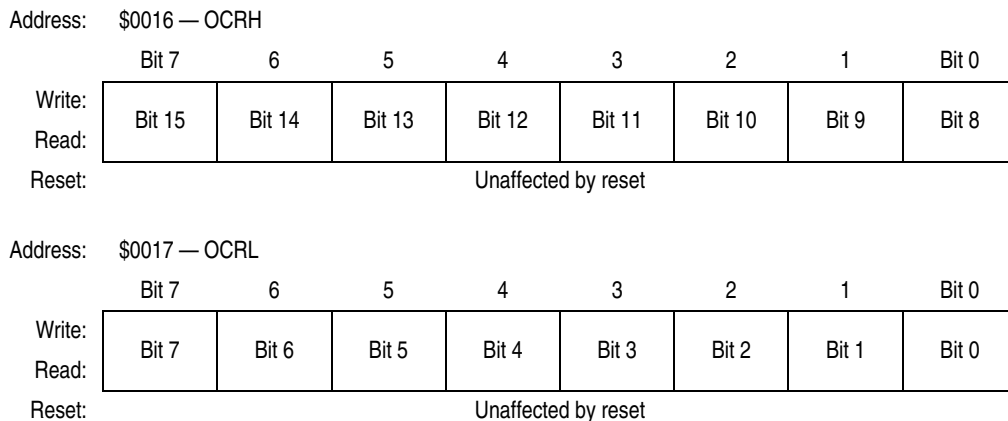 Address: $0016 — OCRH
Bit 7 6 5 4 3 2 1 Bit 0
Write:
Bit 15 Bit 14 Bit 13 Bit 12 Bit 11 Bit 10 Bit 9 Bit 8
Read:
Reset: Unaffected by reset
Address: $0017 — OCRL
Bit 7 6 5 4 3 2 1 Bit 0
Write:
Bit 7 Bit 6 Bit 5 Bit 4 Bit 3 Bit 2 Bit 1 Bit 0
Read:
Reset: Unaffected by reset